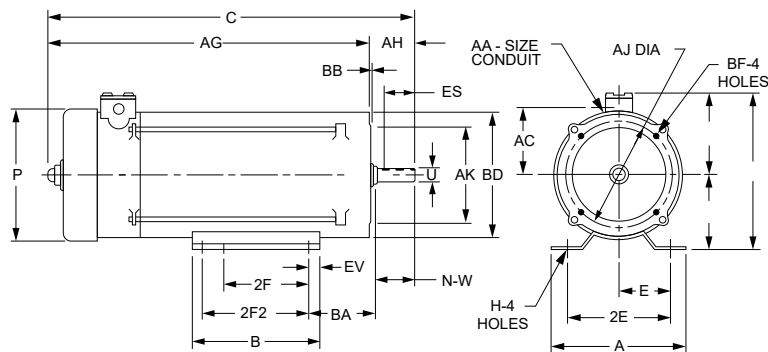 C
AG
AH
AA - SIZE
CONDUIT
AJ DIA
BF-4
HOLES
BB
ES
AC
P
AK
BD
U
EV
N-W
2F
2F2
BA
B
H-4
HOLES
E
2E
A